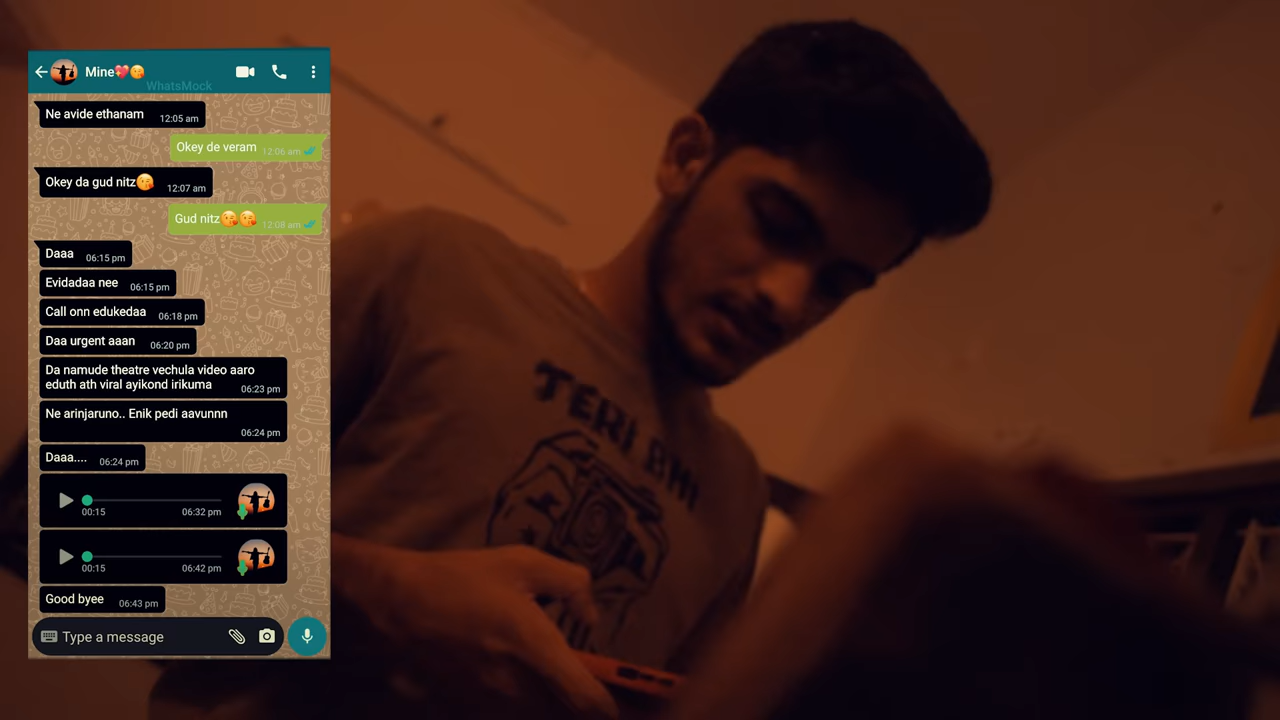 Mine💖😘
WhatsMock
Ne avide ethanam 12:05 am
Okey de veram 12:06 am
Okey da gud nitz😘 12:07 am
Gud nitz😘😘 12:08 am
Daaa 06:15 pm
Evidadaa nee 06:15 pm
Call onn edukedaa 06:18 pm
Daa urgent aaan 06:20 pm
Da namude theatre vechula video aaro
eduth ath viral ayikond irikuma 06:23 pm
Ne arinjaruno.. Enik pedi aavunnn
06:24 pm
Daaa.... 06:24 pm
00:15 06:32 pm
00:15 06:42 pm
Good byee 06:43 pm
Type a message
TERI BHI